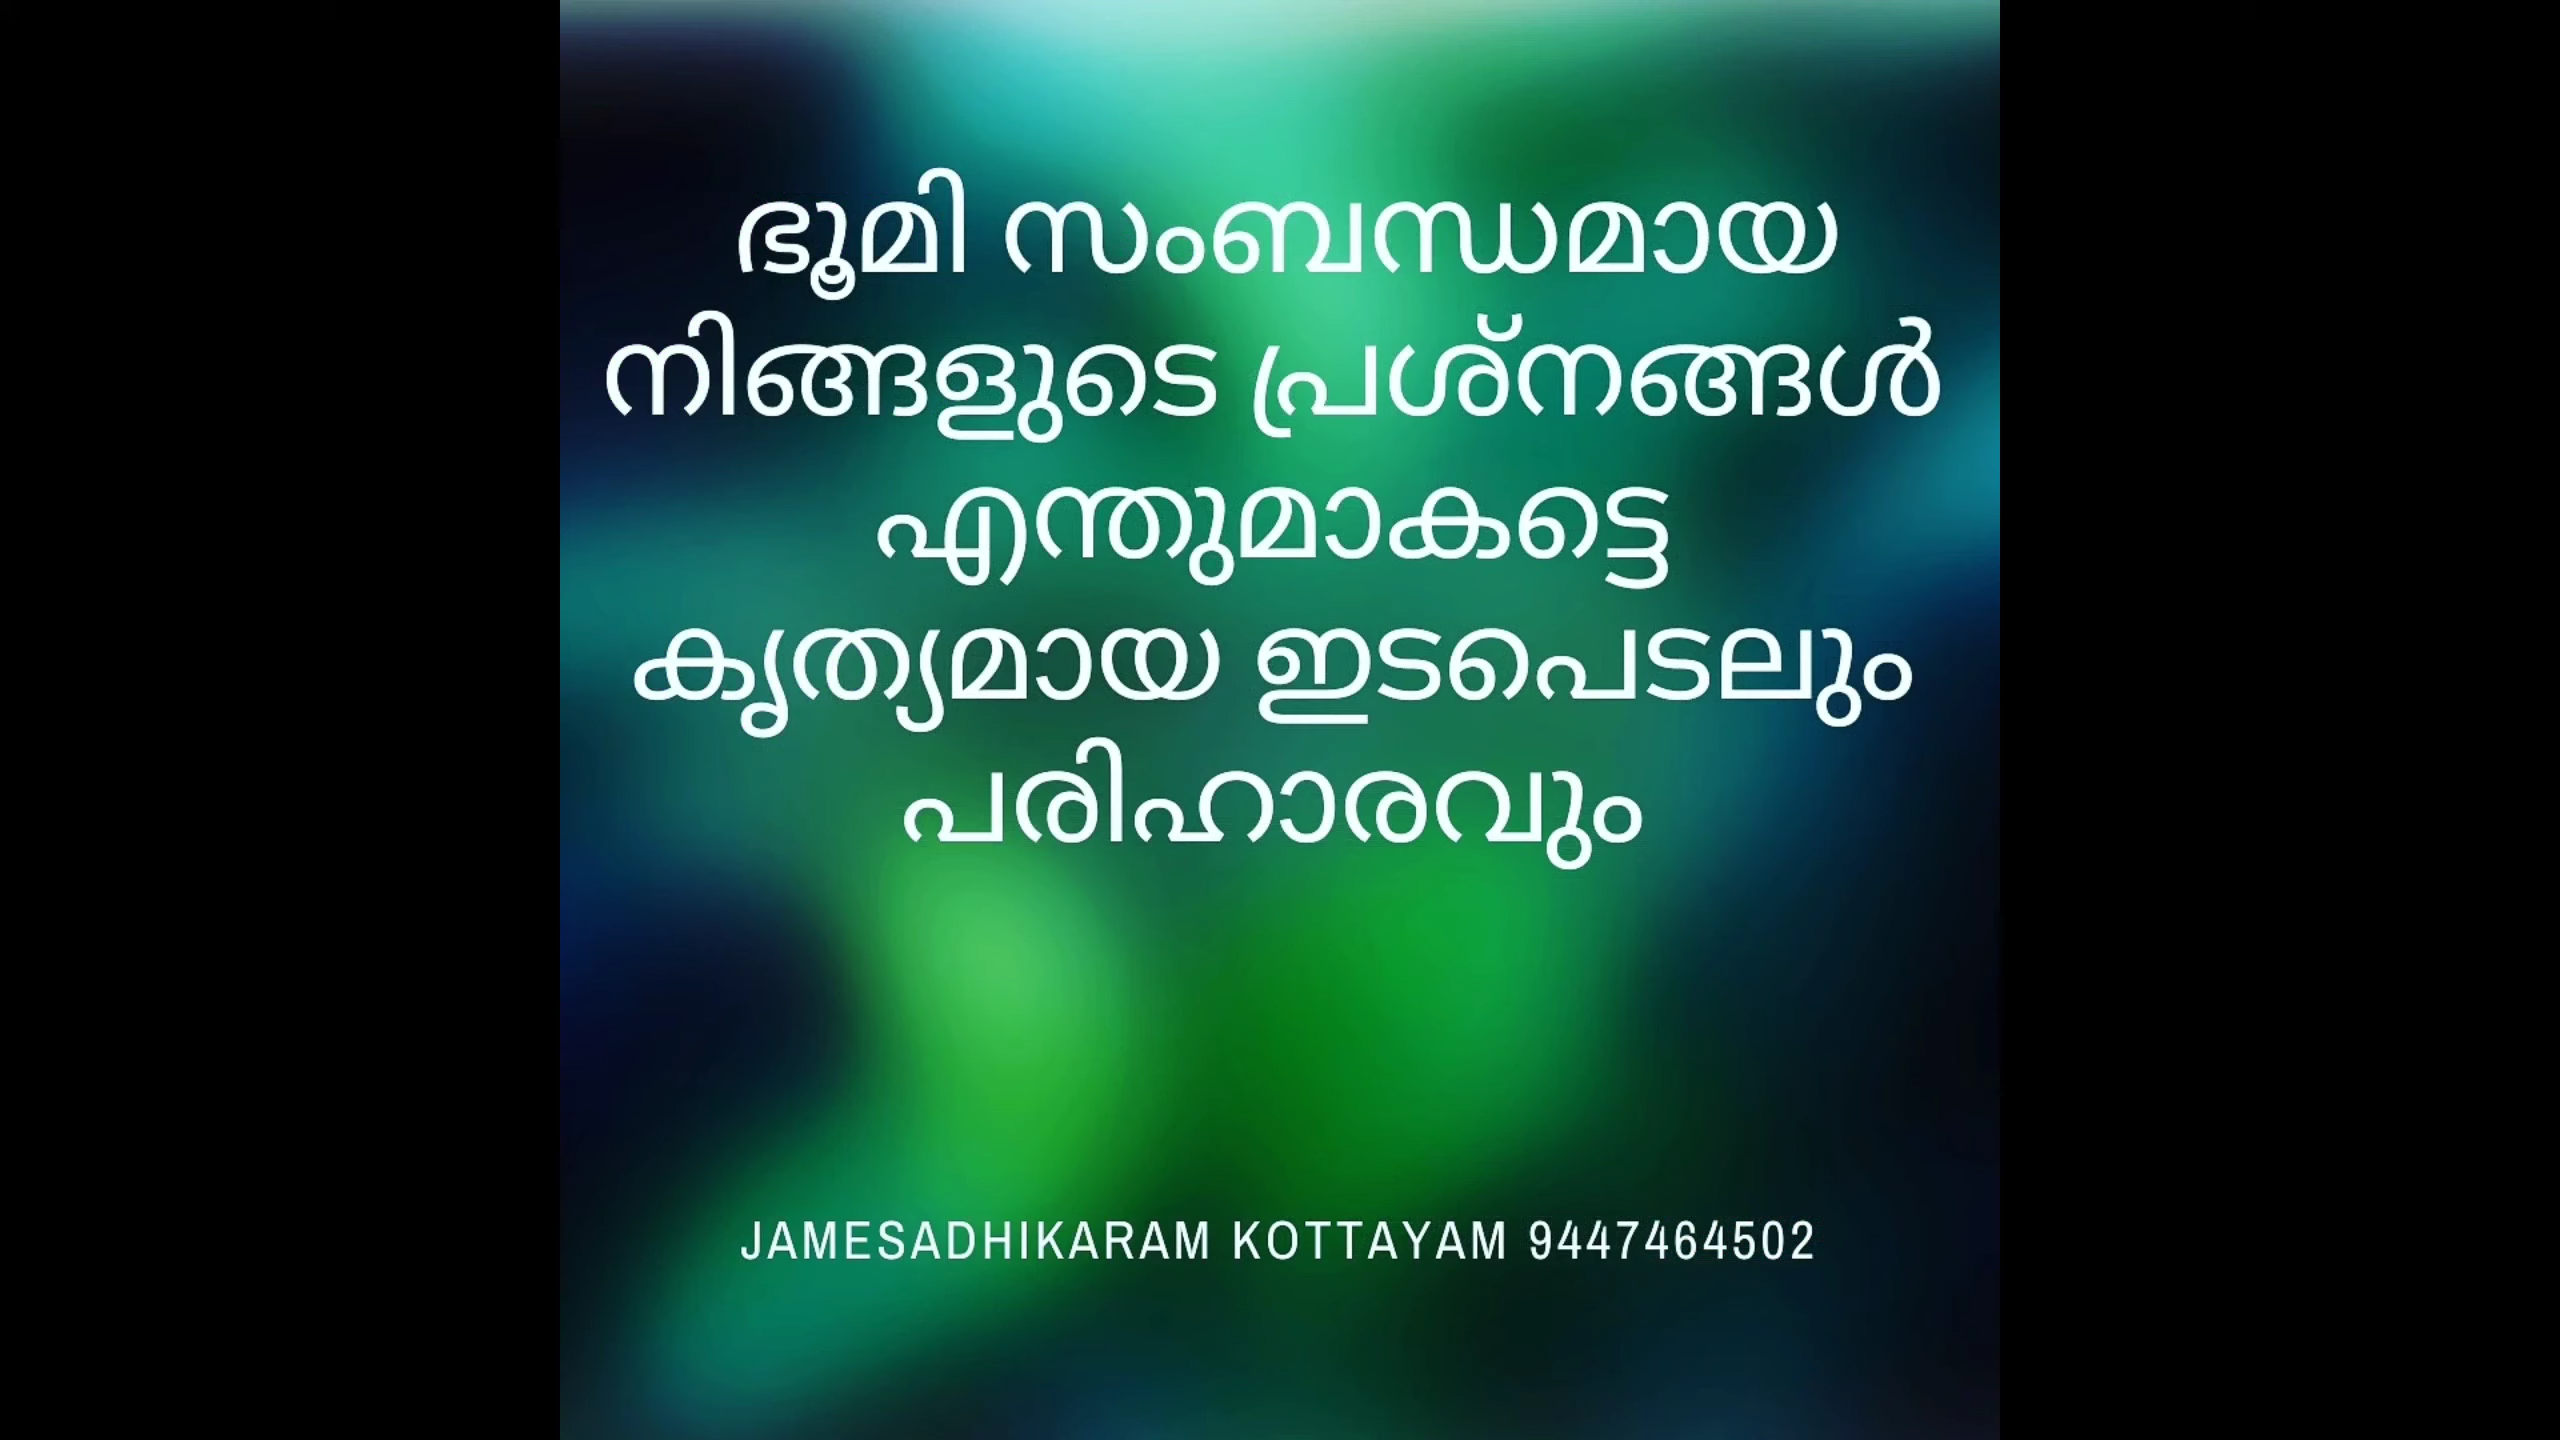 ഭൂമി സംബന്ധമായ
നിങ്ങളുടെ പ്രശ്നങ്ങൾ
എന്തുമാകട്ടെ
കൃത്യമായ ഇടപെടലും
പരിഹാരവും
JAMESADHIKARAM KOTTAYAM 9447464502